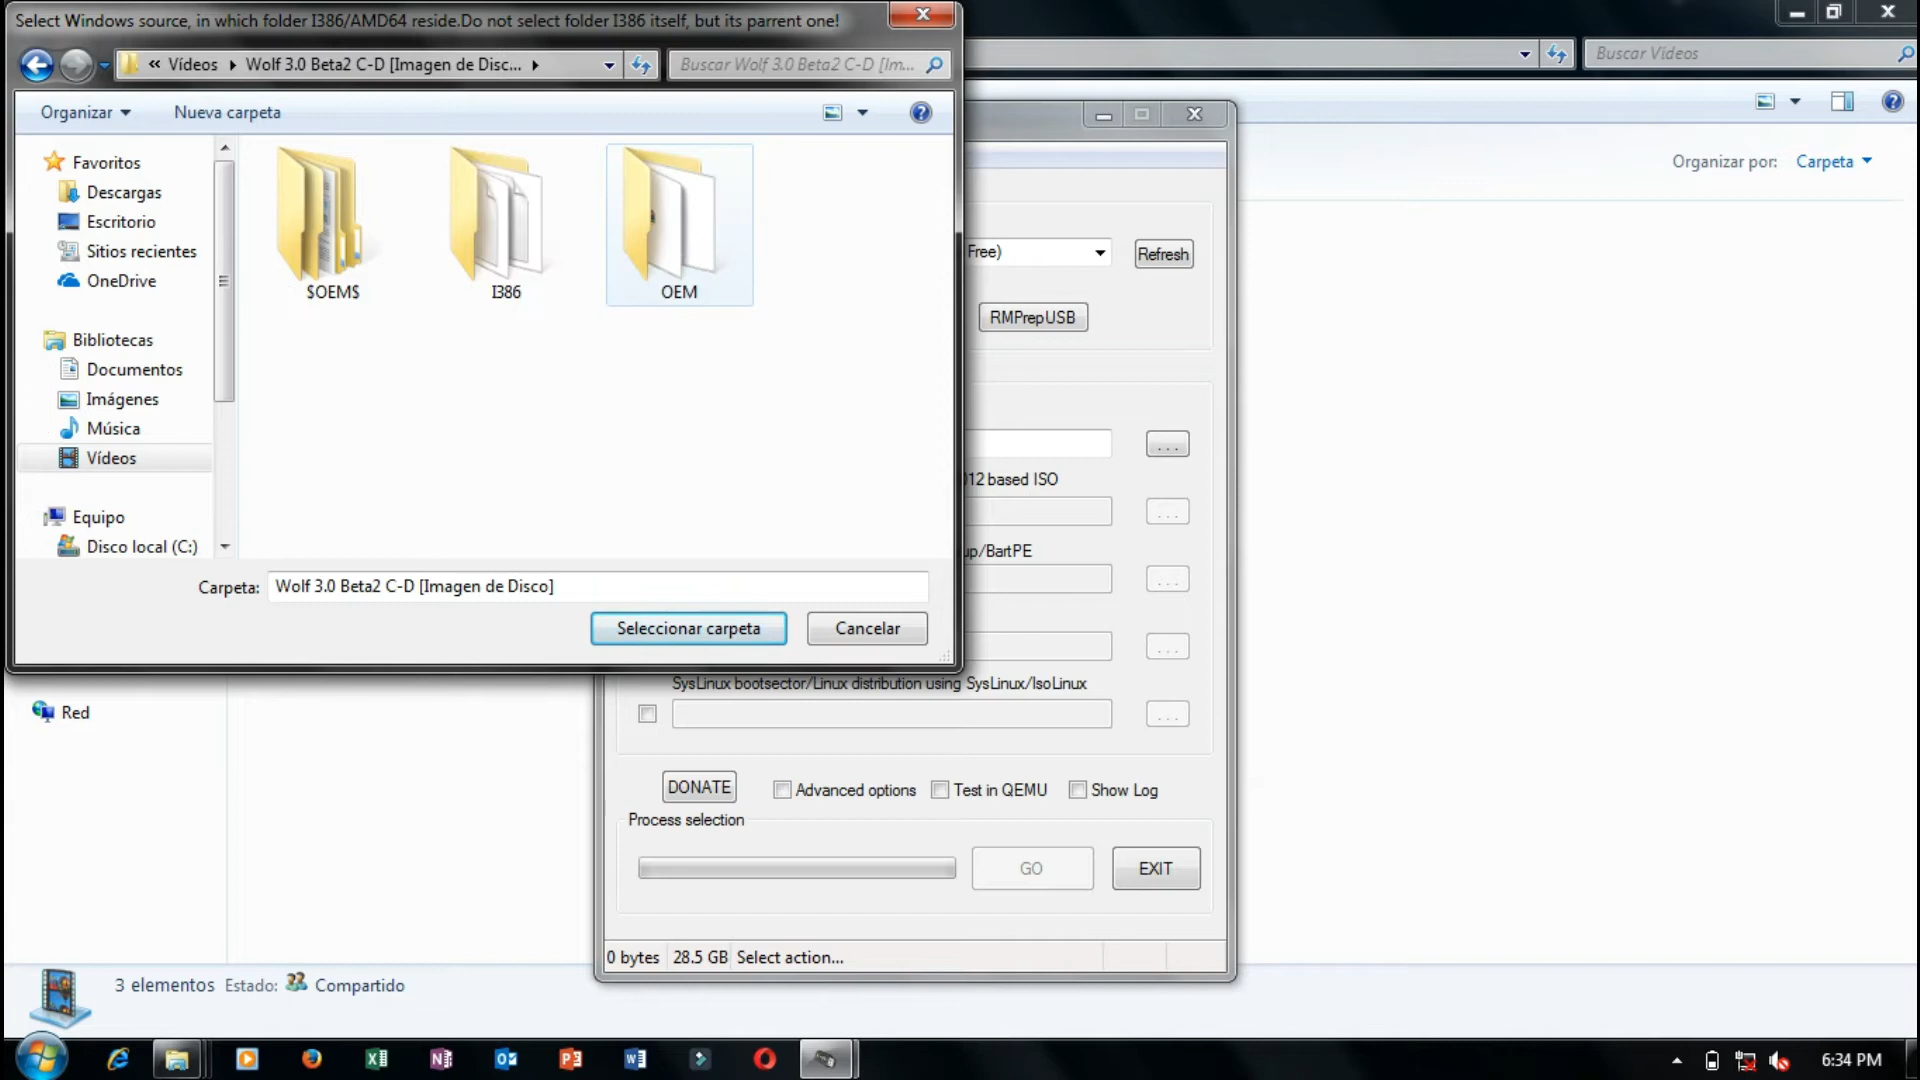 Select Windows source, in which folder I386/AMD64 reside.Do not select folder I386 itself, but its parrent one!
« Vídeos Wolf 3.0 Beta2 C-D [Imagen de Disc...
Buscar Wolf 3.0 Beta2 C-D [Im...
Buscar Vídeos
Organizar
Nueva carpeta
Organizar por: Carpeta
Favoritos
Descargas
Escritorio
Sitios recientes
OneDrive
Bibliotecas
Documentos
Imágenes
Música
Vídeos
Equipo
Disco local (C:)
$OEM$
I386
OEM
Carpeta: Wolf 3.0 Beta2 C-D [Imagen de Disco]
Seleccionar carpeta
Cancelar
Free)
Refresh
RMPrepUSB
...
012 based ISO
...
up/BartPE
...
...
SysLinux bootsector/Linux distribution using SysLinux/IsoLinux
...
Red
DONATE
Advanced options
Test in QEMU
Show Log
Process selection
GO
EXIT
0 bytes
28.5 GB
Select action...
3 elementos Estado: Compartido
6:34 PM